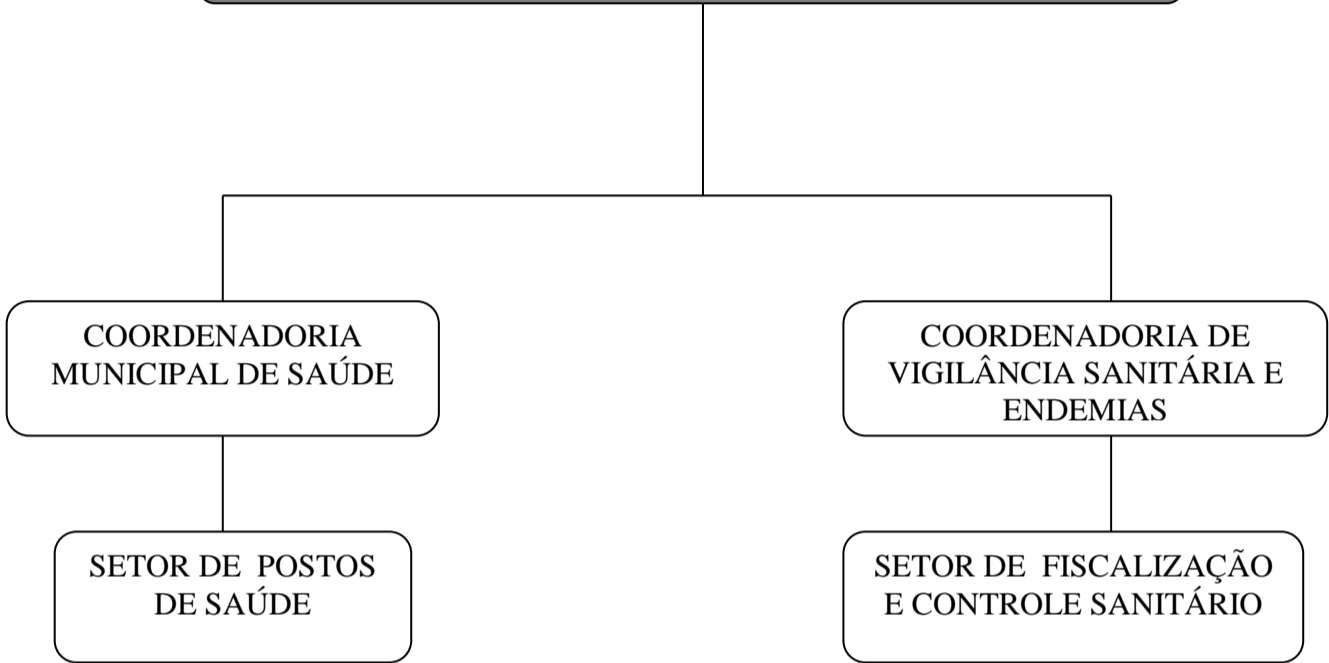 COORDENADORIA
MUNICIPAL DE SAÚDE
COORDENADORIA DE
VIGILÂNCIA SANITÁRIA E
ENDEMIAS
SETOR DE POSTOS
DE SAÚDE
SETOR DE FISCALIZAÇÃO
E CONTROLE SANITÁRIO